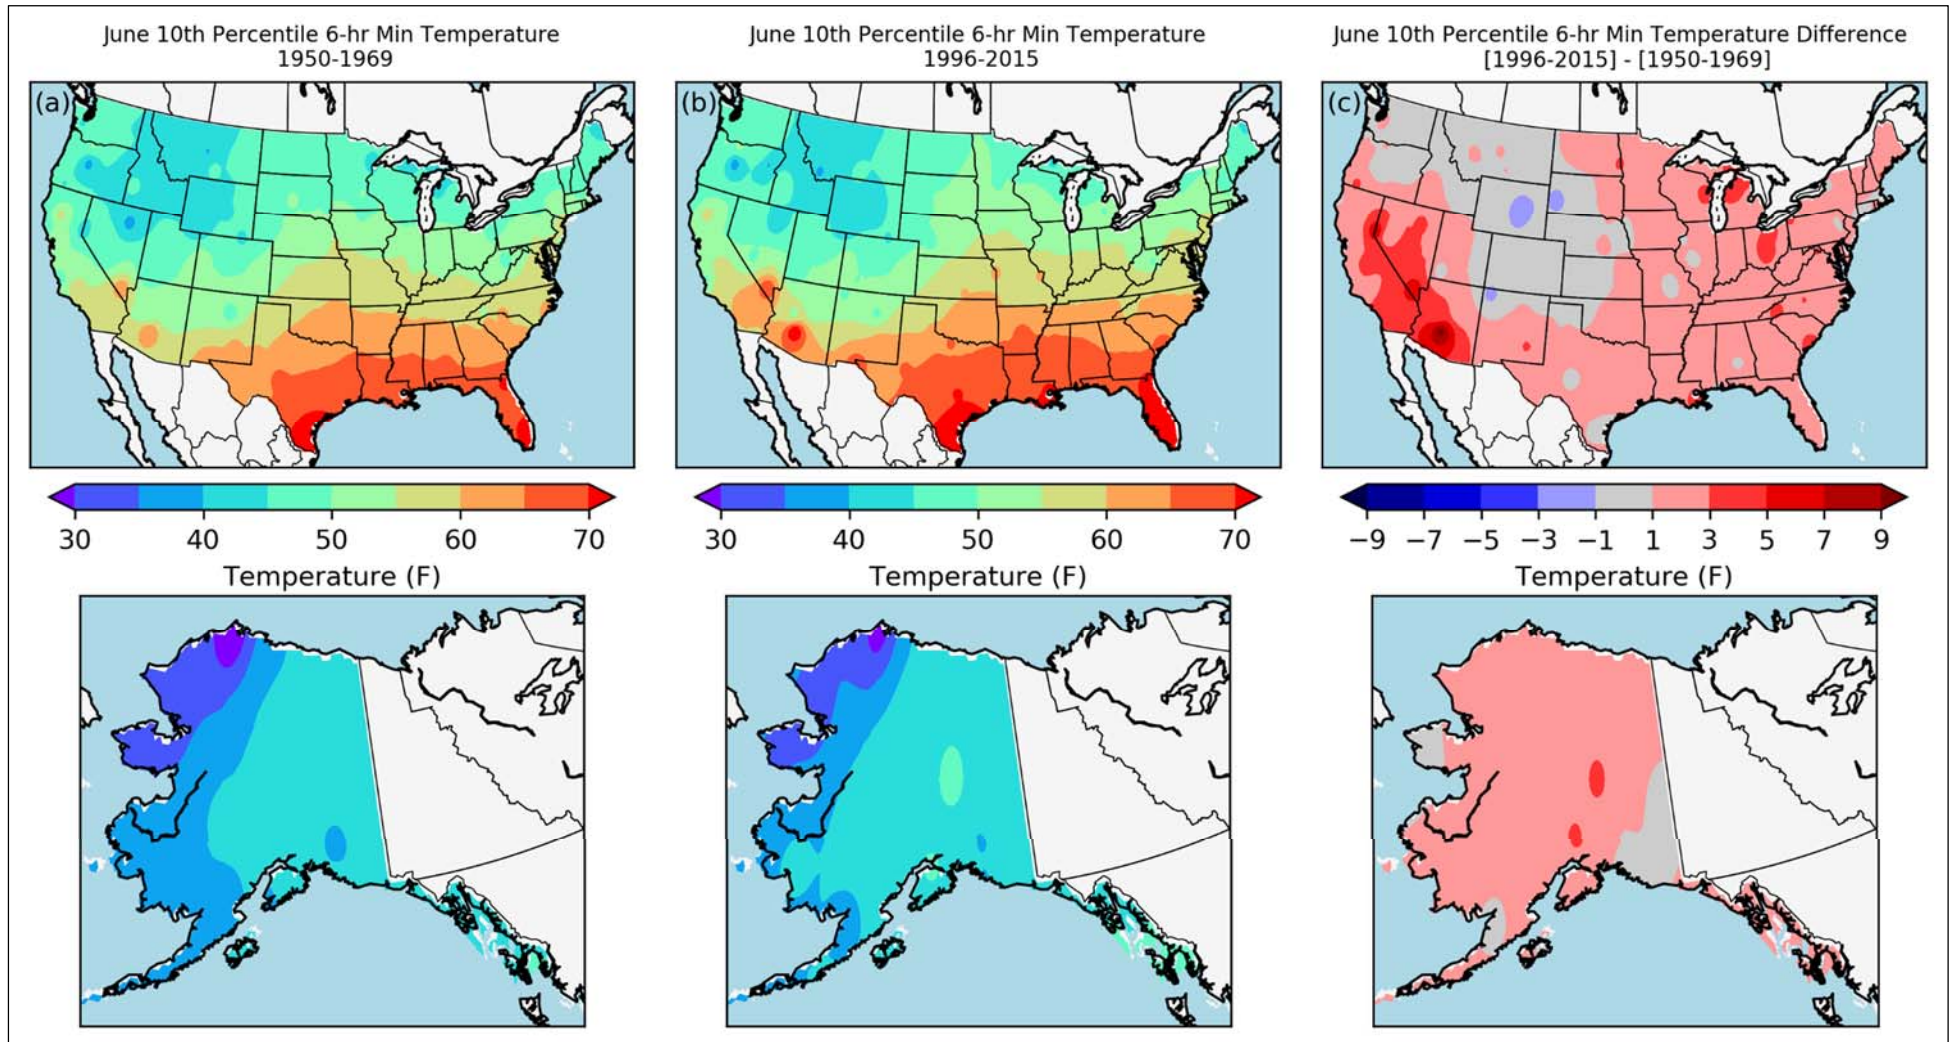 June 10th Percentile 6-hr Min Temperature
1950-1969
June 10th Percentile 6-hr Min Temperature
1996-2015
June 10th Percentile 6-hr Min Temperature Difference
[1996-2015] - [1950-1969]
(a)
(b)
(c)
30 40 50 60 70
Temperature (F)
30 40 50 60 70
Temperature (F)
−9 −7 −5 −3 −1 1 3 5 7 9
Temperature (F)